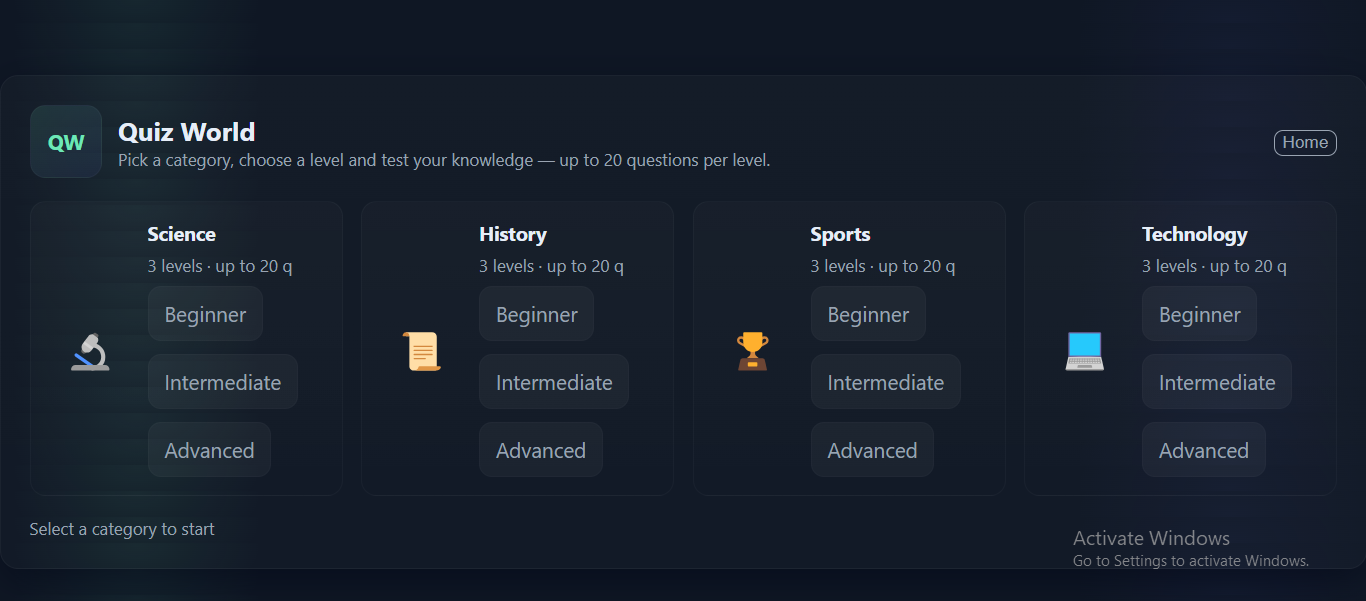 QW
Quiz World
Pick a category, choose a level and test your knowledge — up to 20 questions per level.
Home
Science
3 levels · up to 20 q
Beginner
Intermediate
Advanced
History
3 levels · up to 20 q
Beginner
Intermediate
Advanced
Sports
3 levels · up to 20 q
Beginner
Intermediate
Advanced
Technology
3 levels · up to 20 q
Beginner
Intermediate
Advanced
Select a category to start
Activate Windows
Go to Settings to activate Windows.